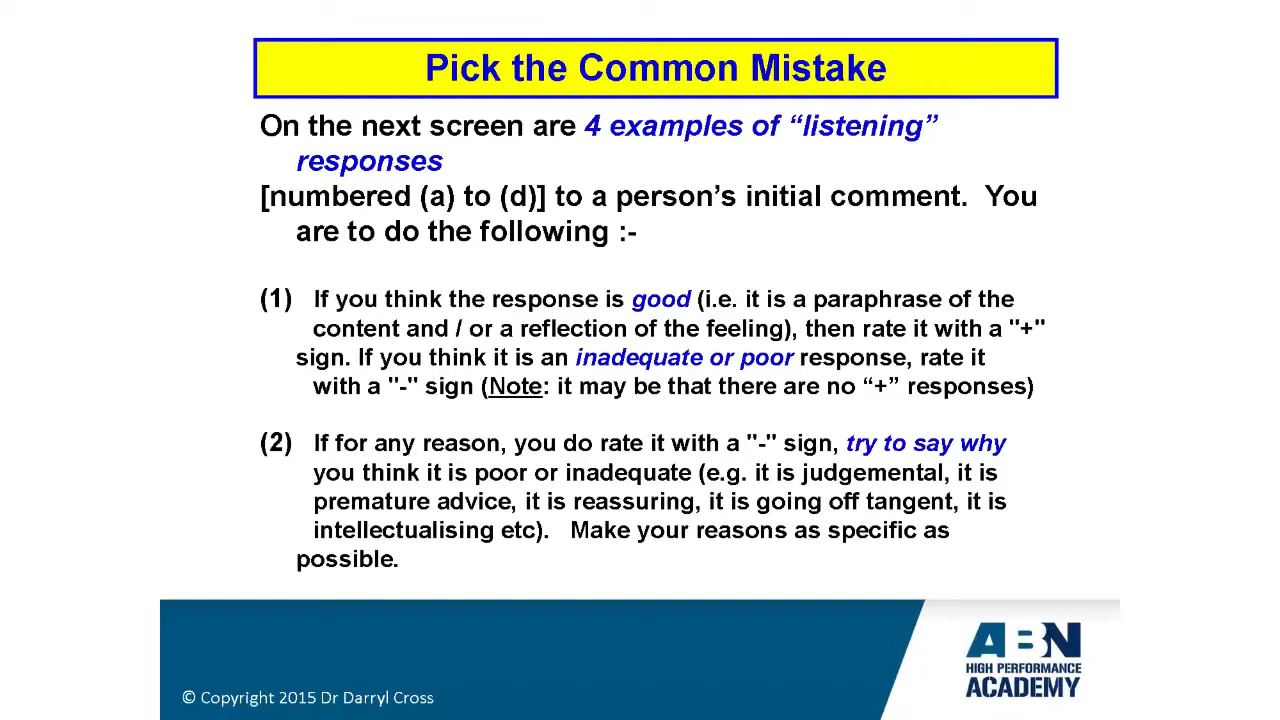 Pick the Common Mistake
On the next screen are 4 examples of “listening”
responses
[numbered (a) to (d)] to a person’s initial comment.  You
are to do the following :-
(1) If you think the response is good (i.e. it is a paraphrase of the
content and / or a reflection of the feeling), then rate it with a "+"
sign. If you think it is an inadequate or poor response, rate it
with a "-" sign (Note: it may be that there are no “+” responses)
(2) If for any reason, you do rate it with a "-" sign, try to say why
you think it is poor or inadequate (e.g. it is judgemental, it is
premature advice, it is reassuring, it is going off tangent, it is
intellectualising etc).   Make your reasons as specific as
possible.
© Copyright 2015 Dr Darryl Cross
ABN
HIGH PERFORMANCE
ACADEMY